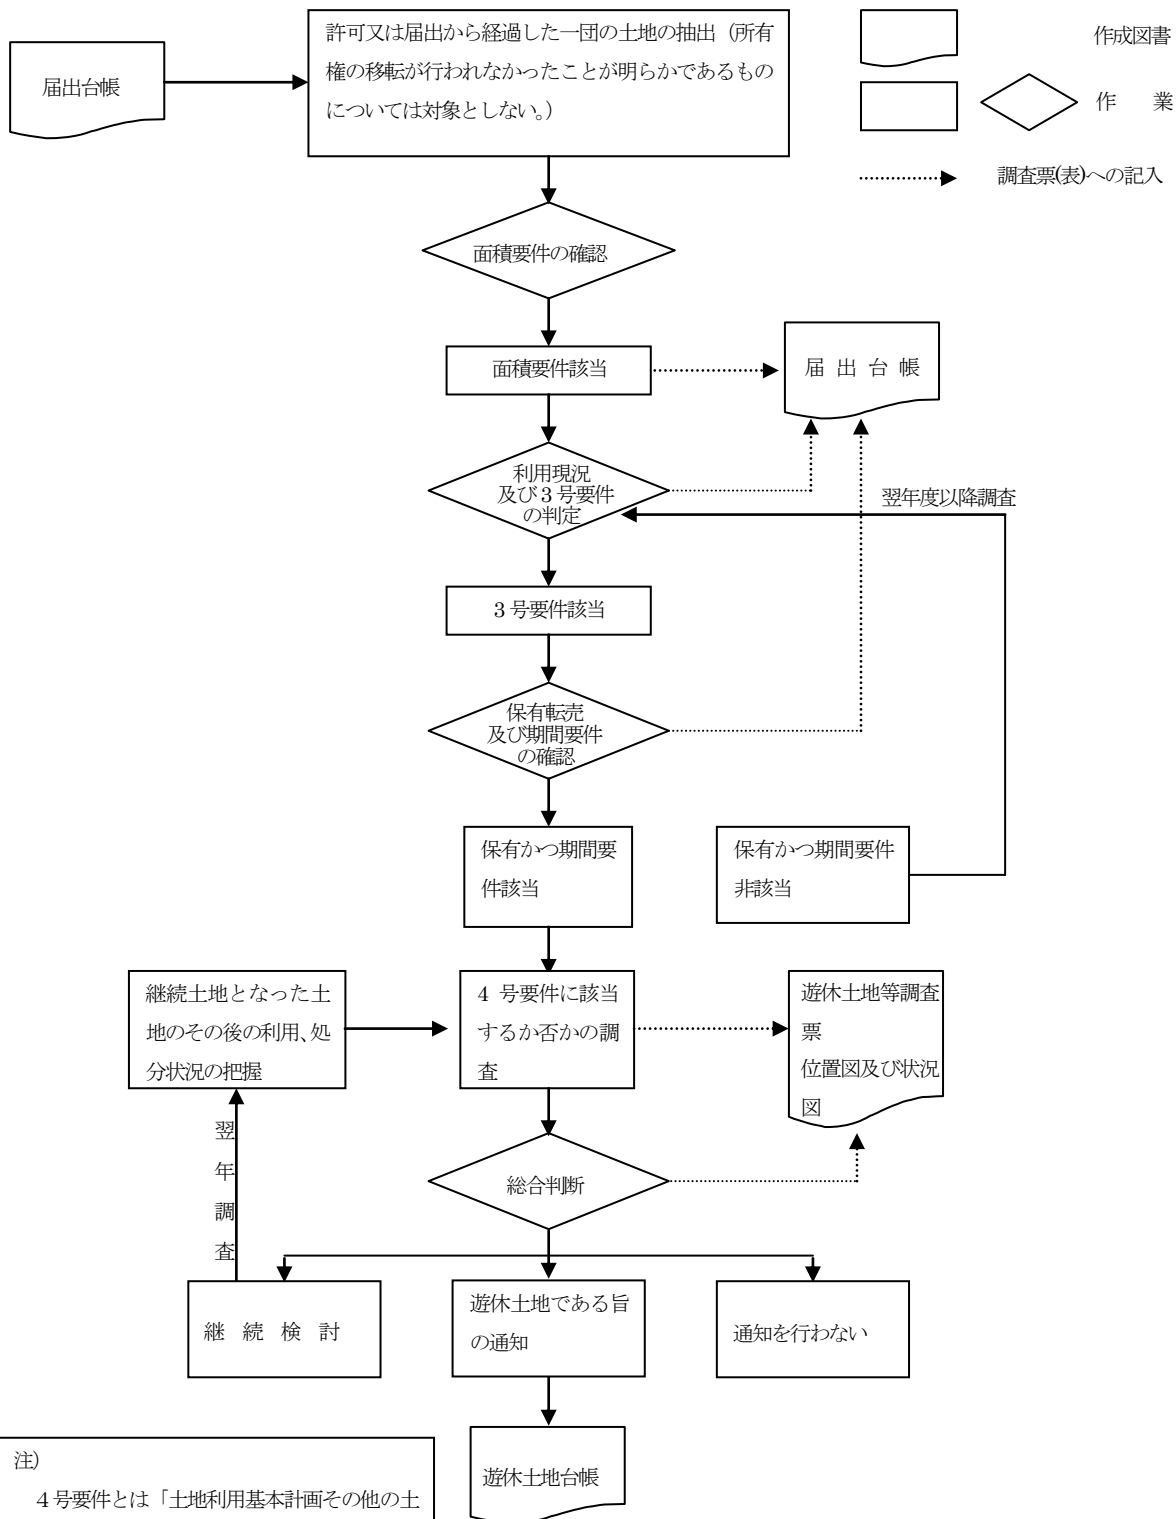 届出台帳
許可又は届出から経過した一団の土地の抽出（所有
権の移転が行われなかったことが明らかであるもの
については対象としない。）
作成図書
作　業
調査票(表)への記入
面積要件の確認
面積要件該当
届 出 台 帳
利用現況
及び３号要件
の判定
翌年度以降調査
３号要件該当
保有転売
及び期間要件
の確認
保有かつ期間要
件該当
保有かつ期間要件
非該当
継続土地となった土
地のその後の利用、処
分状況の把握
4 号要件に該当
するか否かの調
査
遊休土地等調査
票
位置図及び状況
図
翌
年
調
査
総合判断
継 続 検 討
遊休土地である旨
の通知
通知を行わない
遊休土地台帳
注）
４号要件とは「土地利用基本計画その他の土